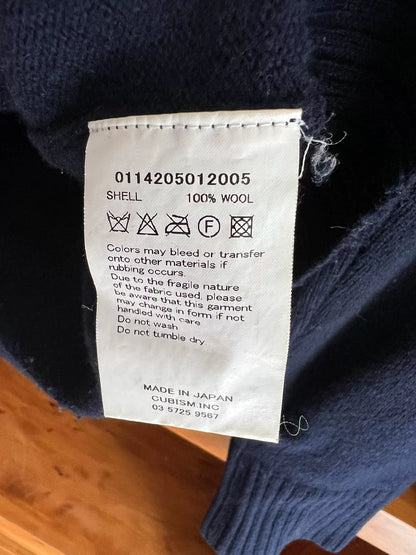 0114205012005
SHELL 100% WOOL
F
Colors may bleed or transfer
onto other materials if
rubbing occurs.
Due to the fragile nature
of the fabric used, please
be aware that this garment
may change in form if not
handled with care
Do not wash
Do not tumble dry.
MADE IN JAPAN
CUBISM.INC
03 5725 9567